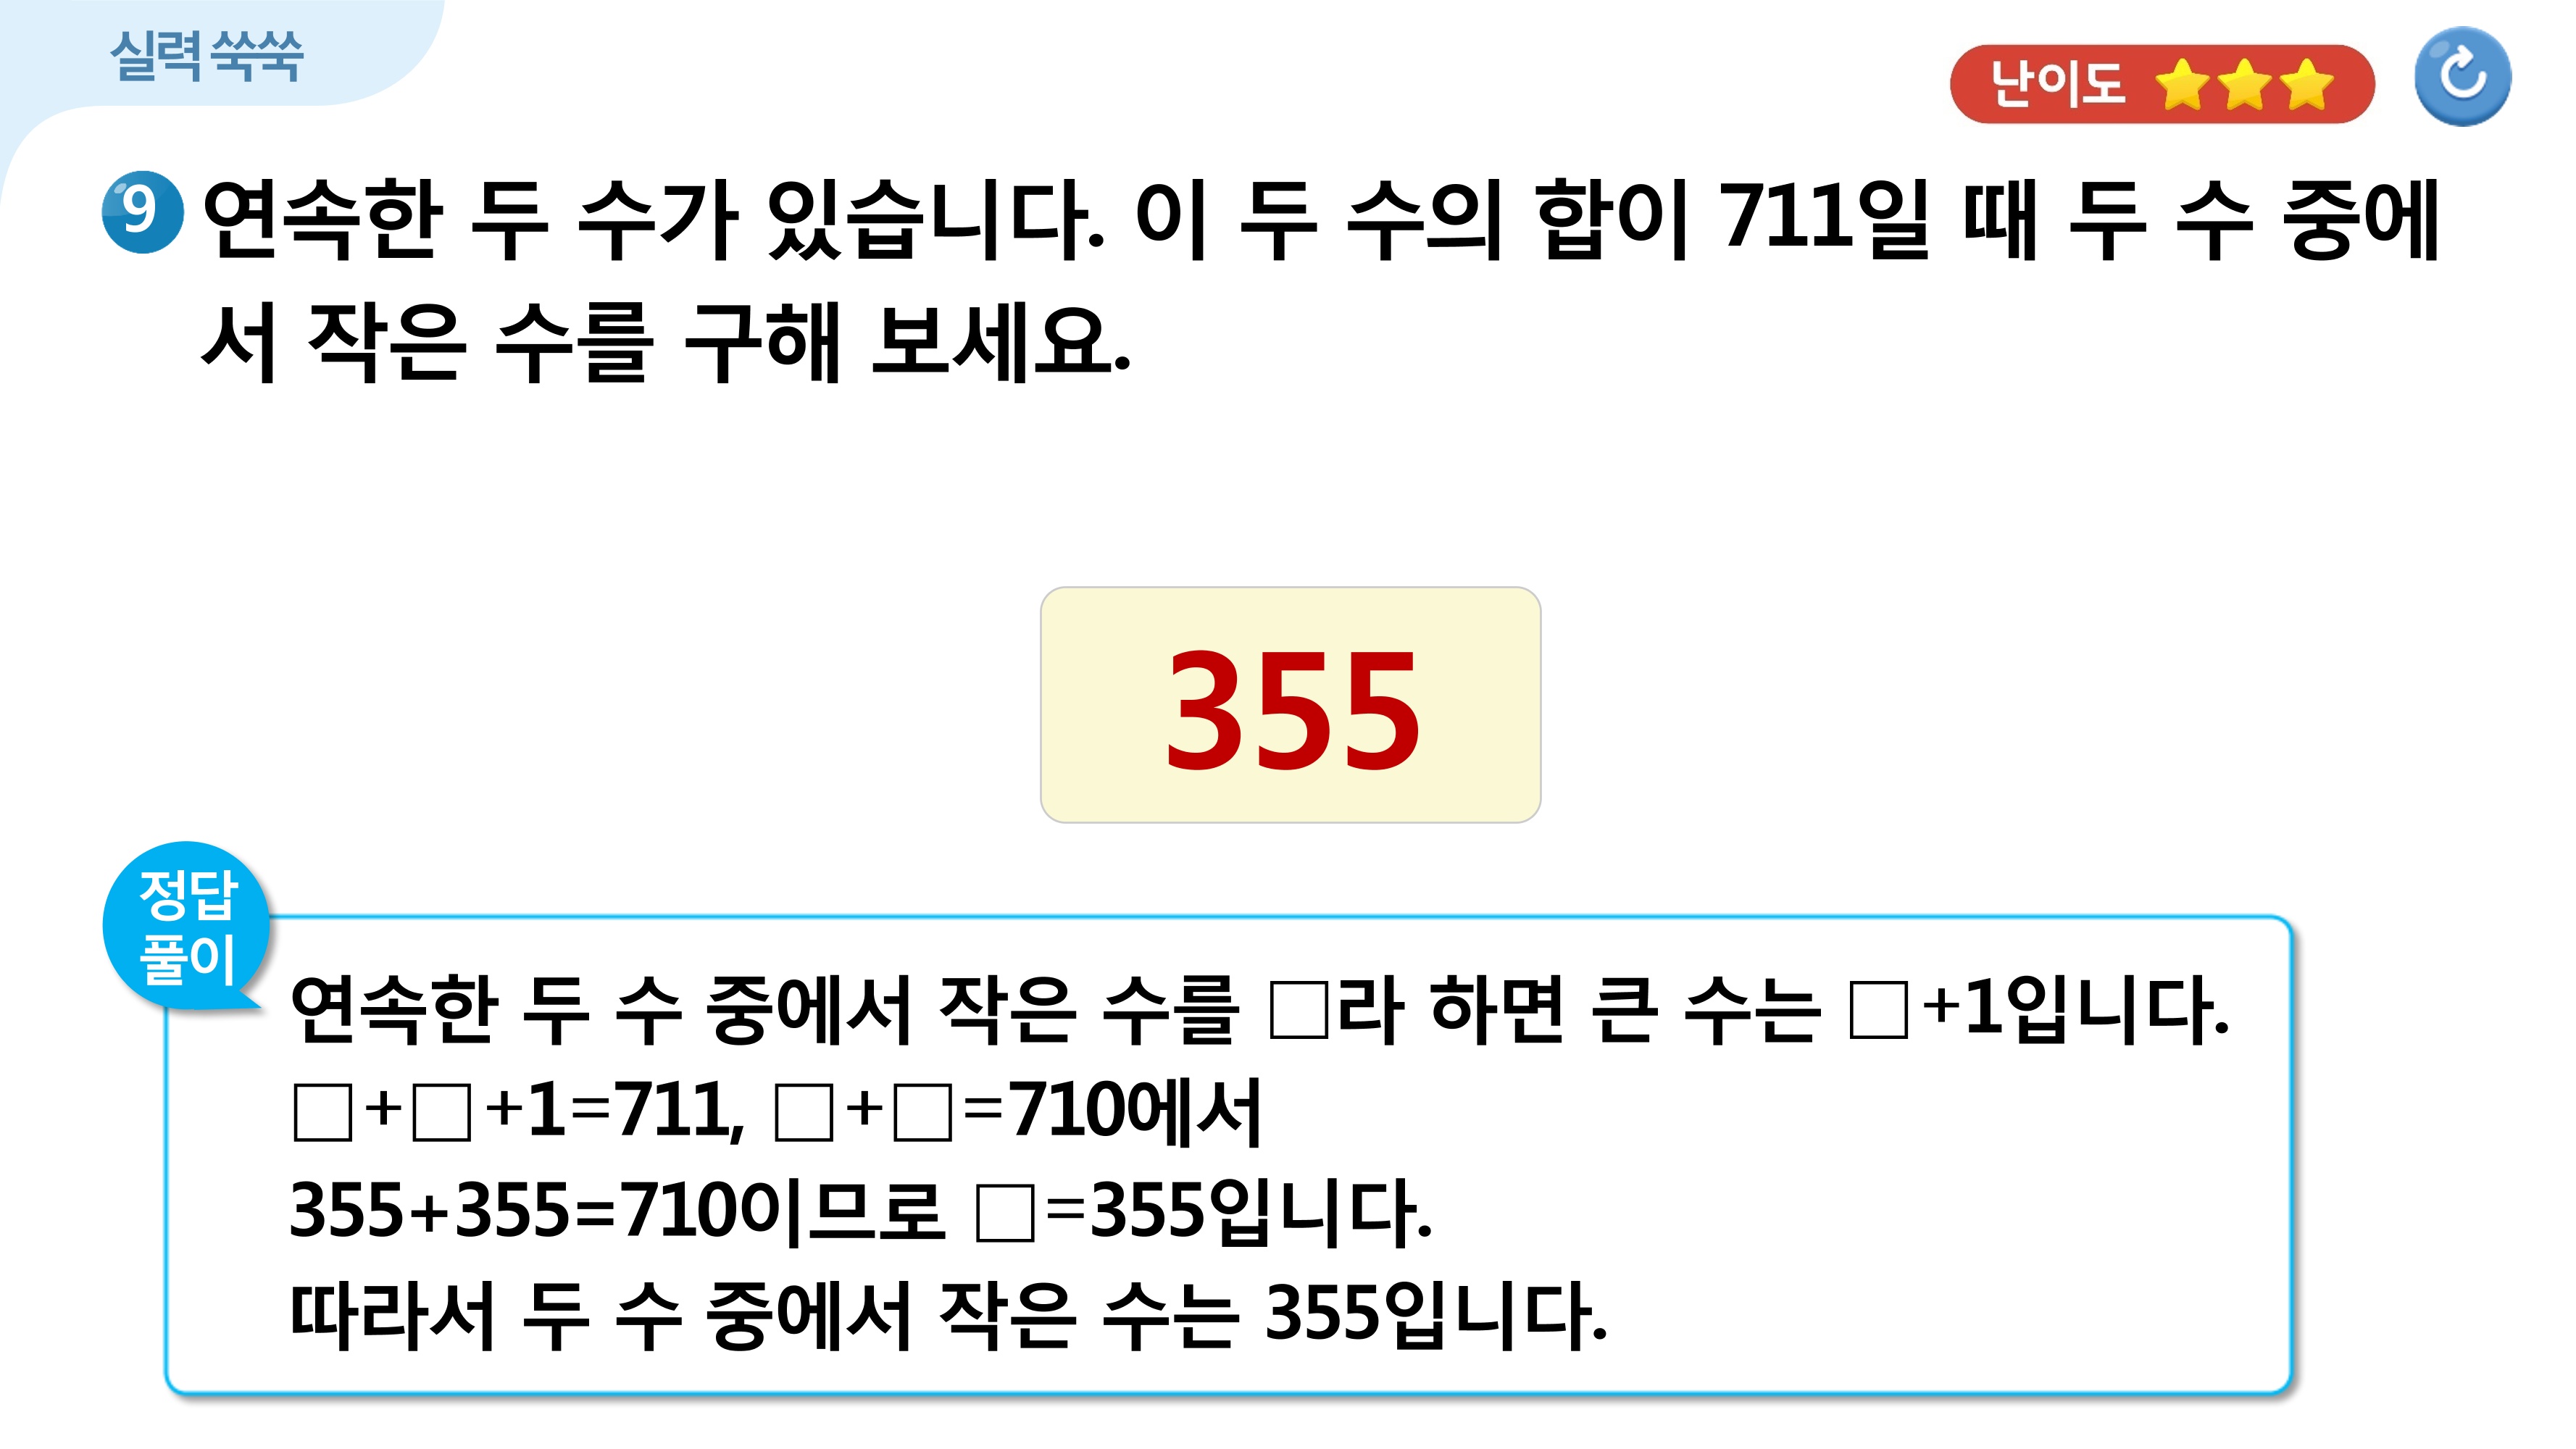 실력 쑥쑥
난이도 ⭐⭐⭐
9 연속한 두 수가 있습니다. 이 두 수의 합이 711일 때 두 수 중에
서 작은 수를 구해 보세요.
355
정답
풀이
연속한 두 수 중에서 작은 수를 □라 하면 큰 수는 □+1입니다.
□+□+1=711, □+□=710에서
355+355=710이므로 □=355입니다.
따라서 두 수 중에서 작은 수는 355입니다.